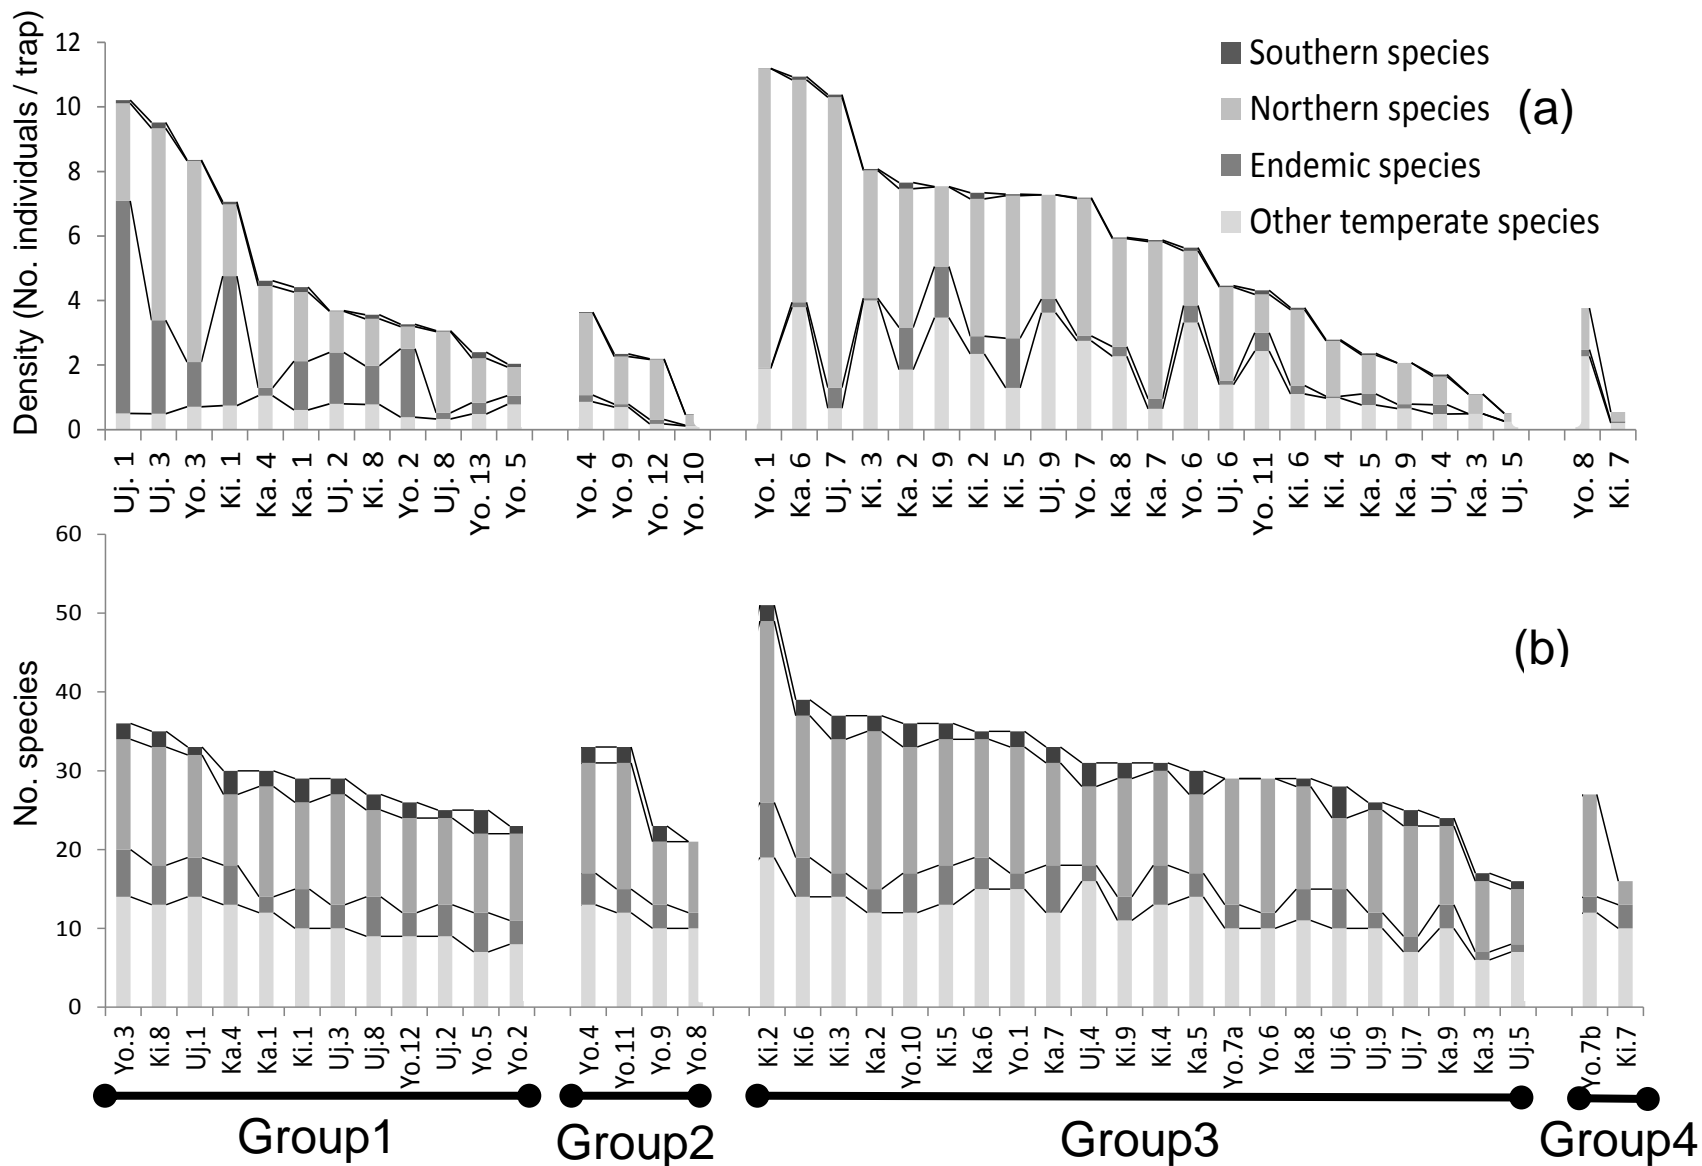 Density (No. individuals / trap)
12
10
8
6
4
2
0
Southern species
Northern species
Endemic species
Other temperate species
(a)
Uj. 1
Uj. 3
Yo. 3
Ki. 1
Ka. 4
Ka. 1
Uj. 2
Ki. 8
Yo. 2
Uj. 8
Yo. 13
Yo. 5
Yo. 4
Yo. 9
Yo. 12
Yo. 10
Yo. 1
Ka. 6
Uj. 7
Ki. 3
Ka. 2
Ki. 9
Ki. 2
Ki. 5
Uj. 9
Yo. 7
Ka. 8
Ka. 7
Yo. 6
Uj. 6
Yo. 11
Ki. 6
Ki. 4
Ka. 5
Ka. 9
Uj. 4
Ka. 3
Uj. 5
Yo. 8
Ki. 7
No. species
60
50
40
30
20
10
0
(b)
Yo.3
Ki.8
Uj.1
Ka.4
Ka.1
Ki.1
Uj.3
Uj.8
Yo.12
Uj.2
Yo.5
Yo.2
Yo.4
Yo.11
Yo.9
Yo.8
Ki.2
Ki.6
Ki.3
Ka.2
Yo.10
Ki.5
Ka.6
Yo.1
Ka.7
Uj.4
Ki.9
Ki.4
Ka.5
Yo.7a
Yo.6
Ka.8
Uj.6
Uj.9
Uj.7
Ka.9
Ka.3
Uj.5
Yo.7b
Ki.7
Group1
Group2
Group3
Group4